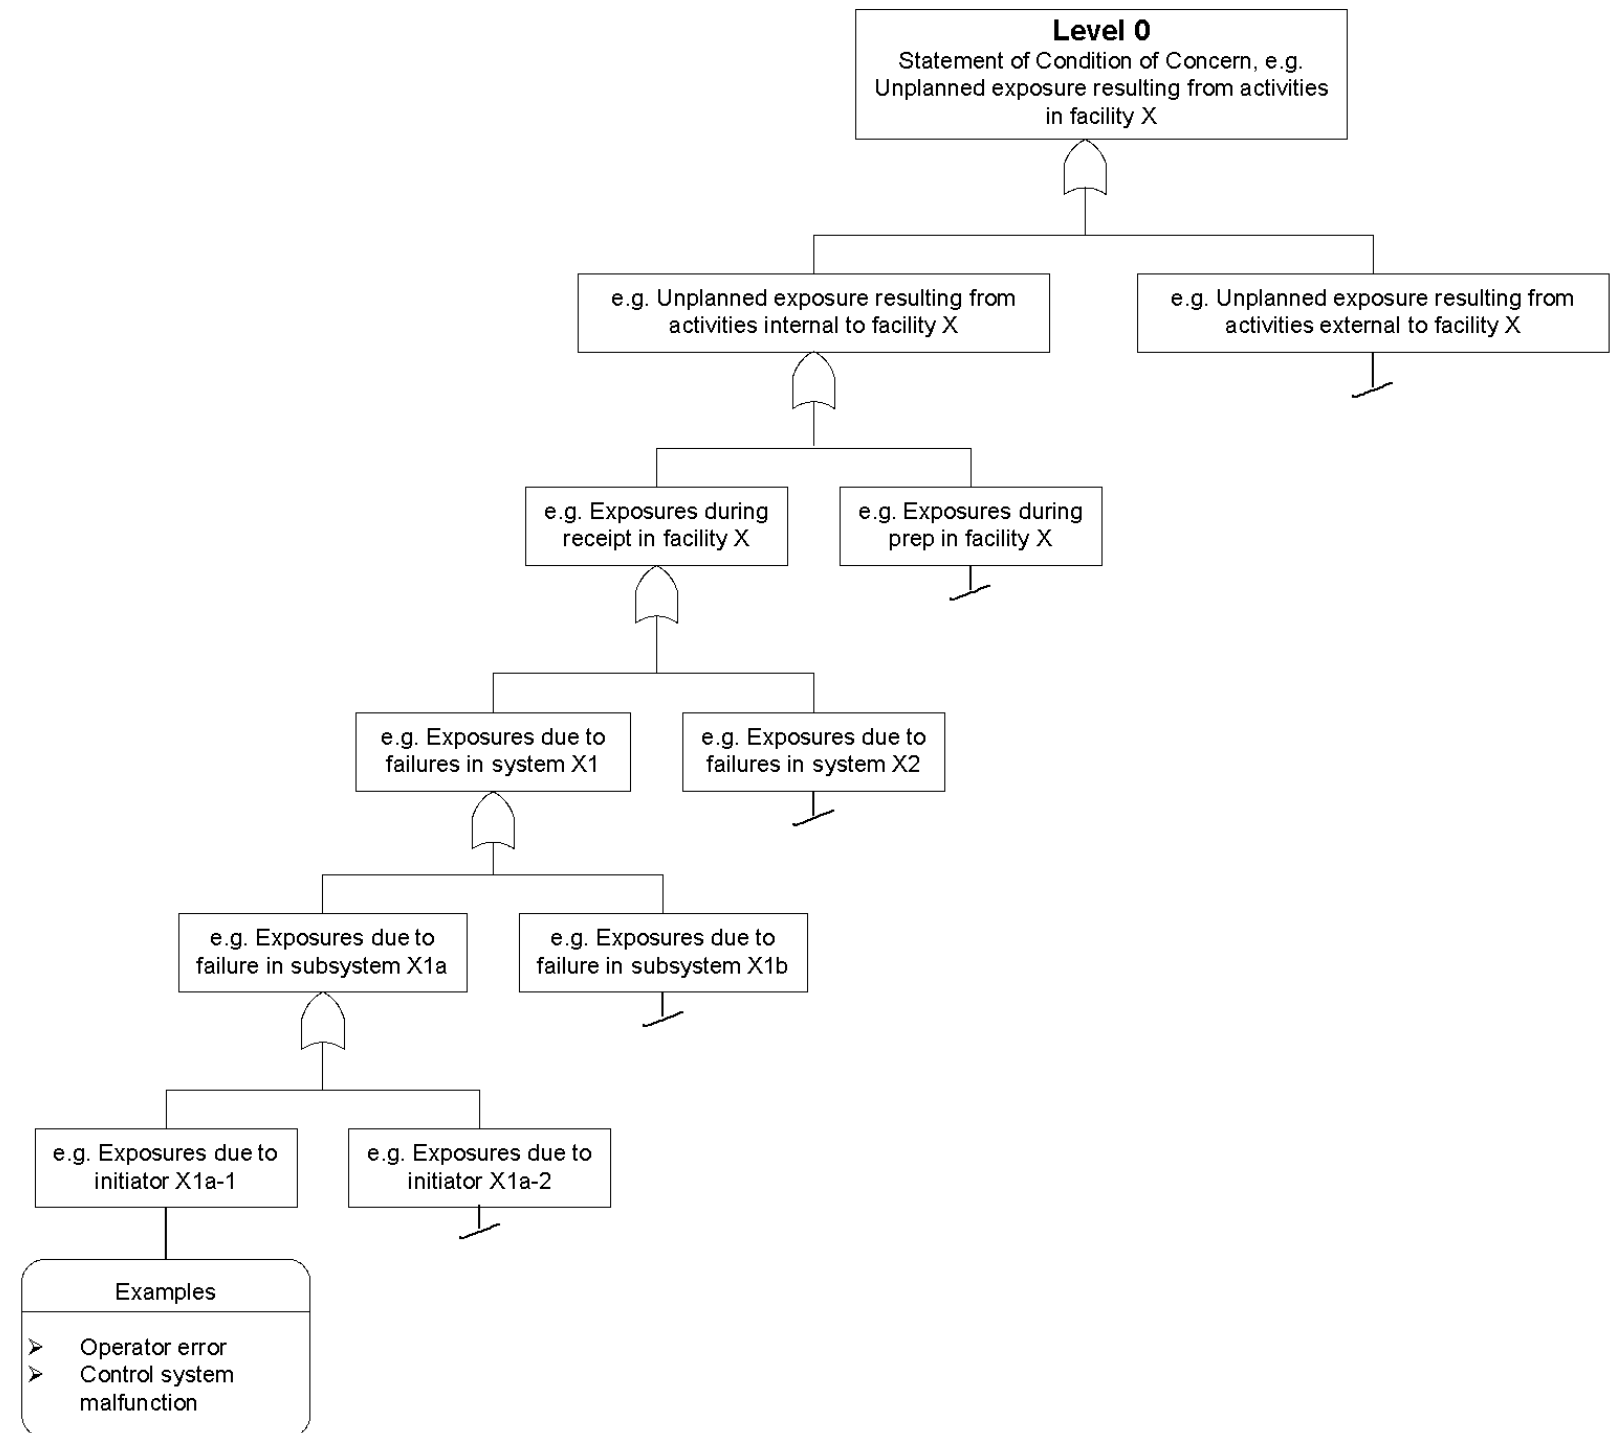 Level 0
Statement of Condition of Concern, e.g.
Unplanned exposure resulting from activities
in facility X
e.g. Unplanned exposure resulting from
activities internal to facility X
e.g. Unplanned exposure resulting from
activities external to facility X
e.g. Exposures during
receipt in facility X
e.g. Exposures during
prep in facility X
e.g. Exposures due to
failures in system X1
e.g. Exposures due to
failures in system X2
e.g. Exposures due to
failure in subsystem X1a
e.g. Exposures due to
failure in subsystem X1b
e.g. Exposures due to
initiator X1a-1
e.g. Exposures due to
initiator X1a-2
Examples
➢ Operator error
➢ Control system
malfunction